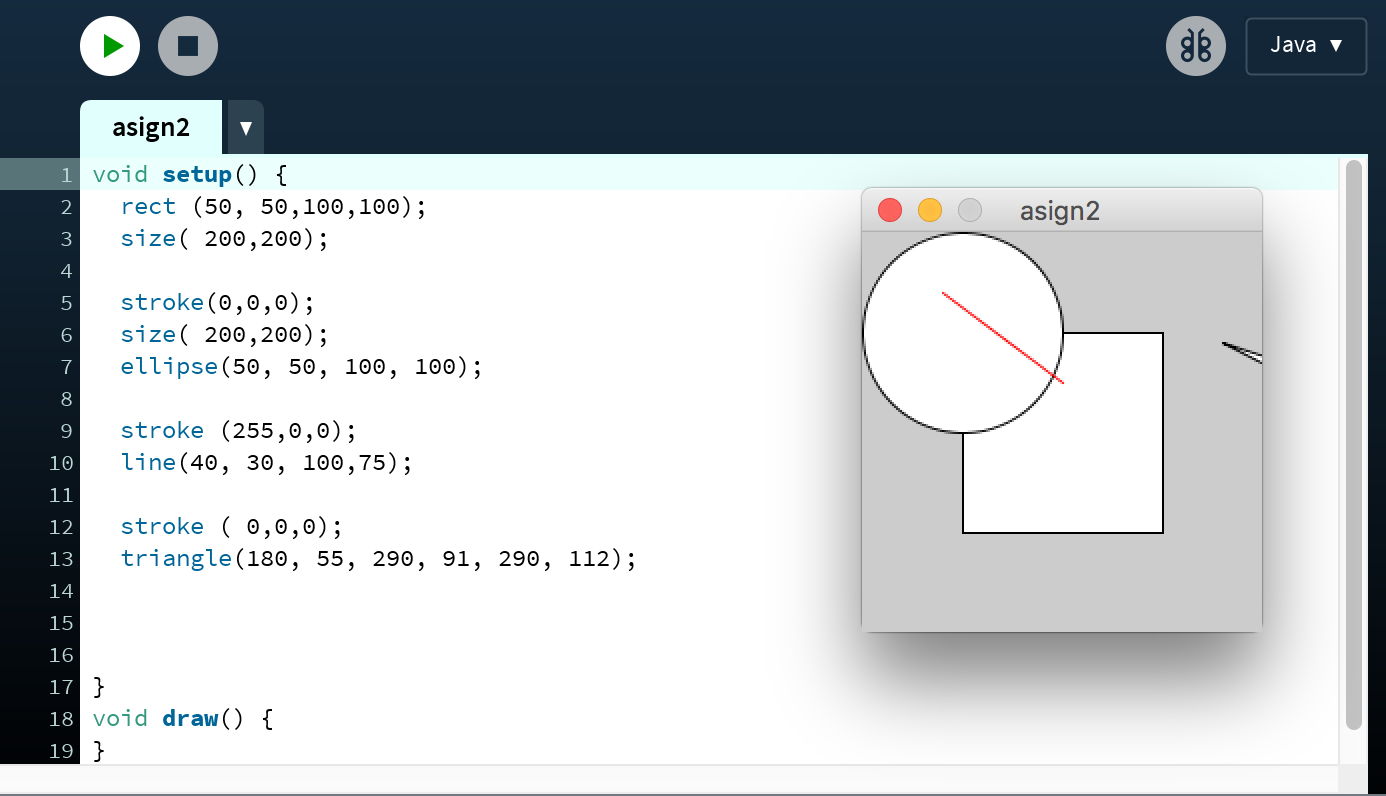 Java ▼
asign2 ▼
1 void setup() {
2 rect (50, 50,100,100);
3 size( 200,200);
4
5 stroke(0,0,0);
6 size( 200,200);
7 ellipse(50, 50, 100, 100);
8
9 stroke (255,0,0);
10 line(40, 30, 100,75);
11
12 stroke ( 0,0,0);
13 triangle(180, 55, 290, 91, 290, 112);
14
15
16
17 }
18 void draw() {
19 }
asign2